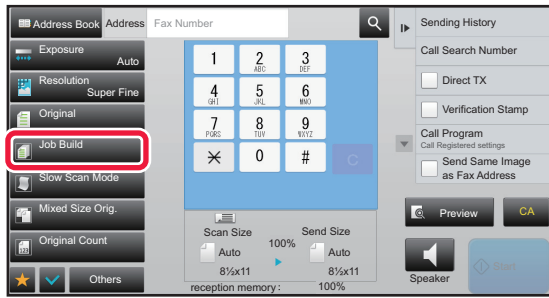 Address Book
Address
Fax Number
Exposure
Auto
Resolution
Super Fine
Original
Job Build
Slow Scan Mode
Mixed Size Orig.
Original Count
Others
1
2
ABC
3
DEF
4
GHI
5
JKL
6
MNO
7
PQRS
8
TUV
9
WXYZ
0
#
C
Scan Size
Auto
8½x11
100%
Send Size
Auto
8½x11
reception memory: 100%
Sending History
Call Search Number
Direct TX
Verification Stamp
Call Program
Call Registered settings
Send Same Image
as Fax Address
Preview
CA
Speaker
Start